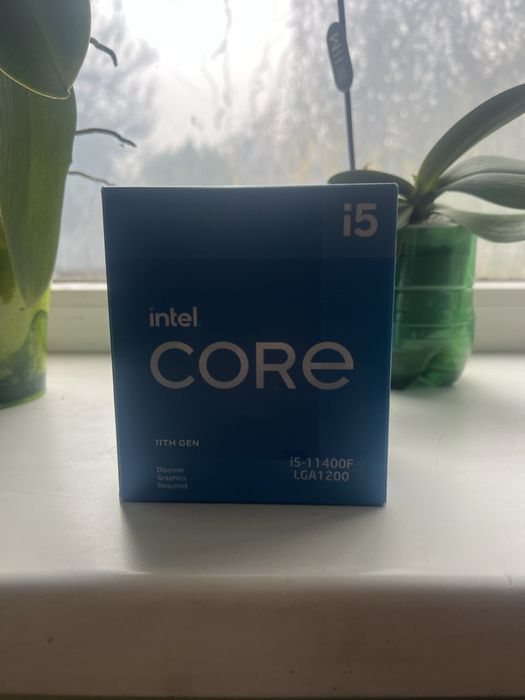 i5
intel
CORe
11TH GEN
Discrete
Graphics
Required
i5-11400F
LGA1200